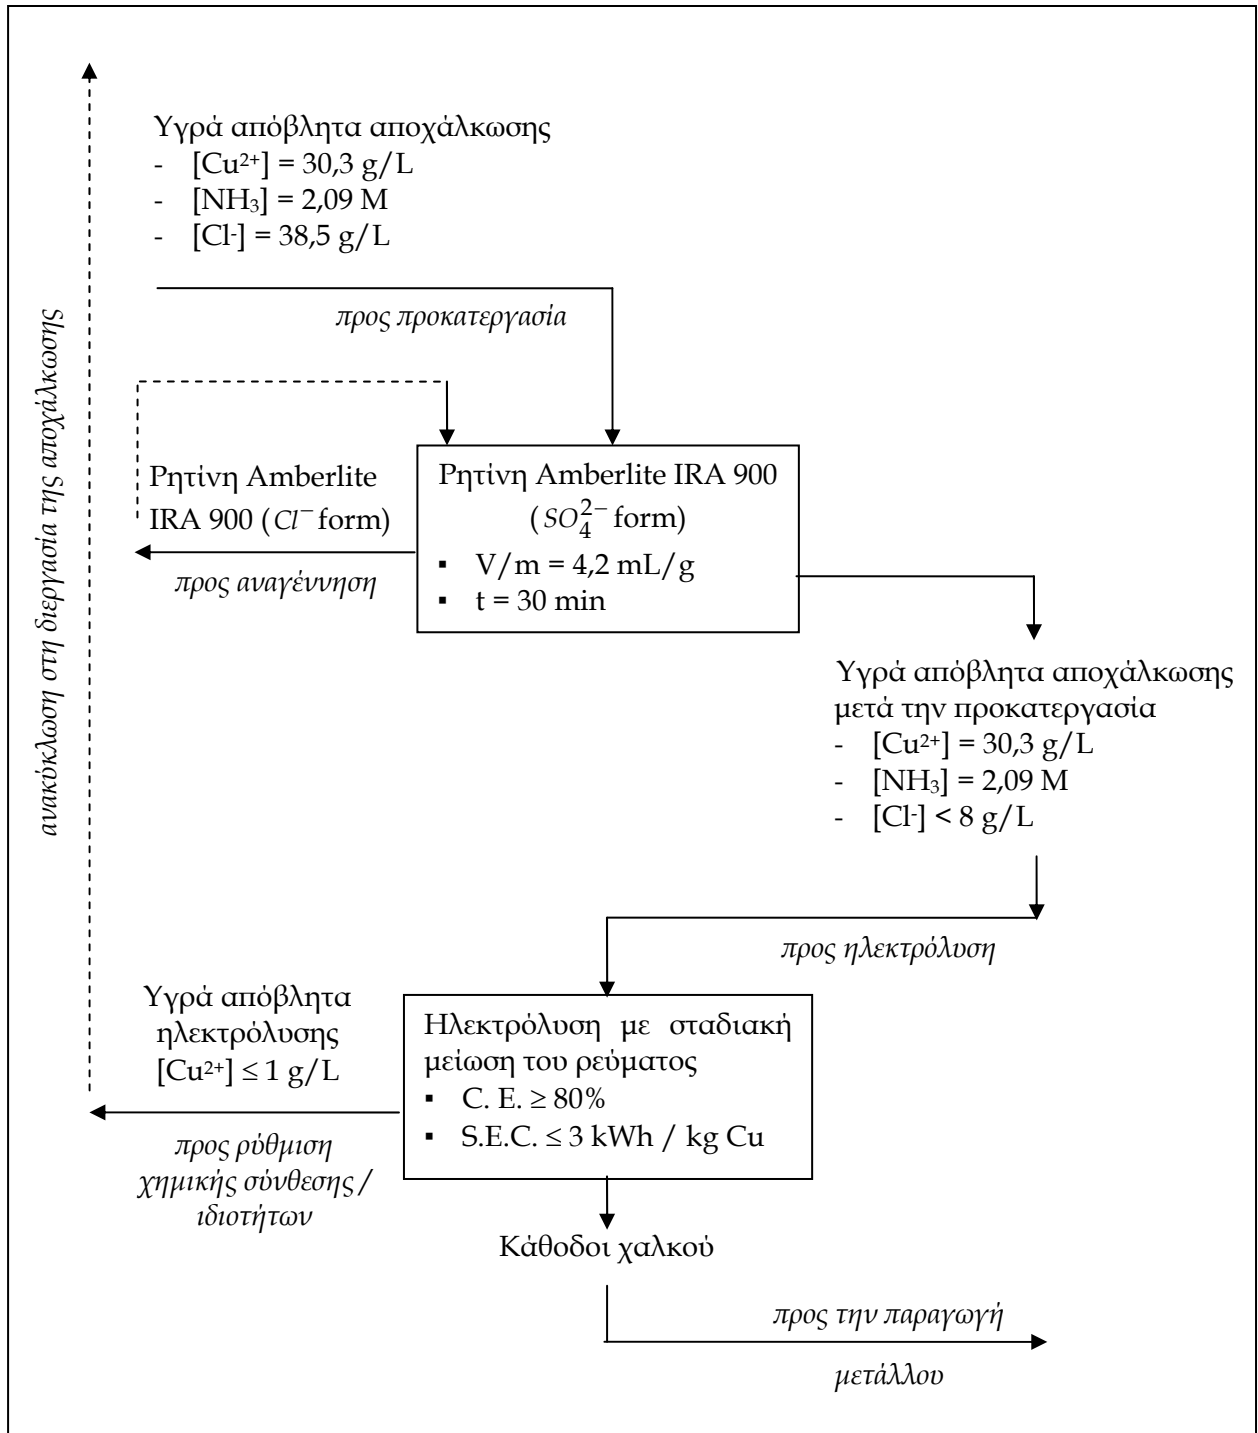 Υγρά απόβλητα αποχάλκωσης
- [Cu²⁺] = 30,3 g/L
- [NH₃] = 2,09 M
- [Cl⁻] = 38,5 g/L
προς προκατεργασία
ανακύκλωση στη διεργασία της αποχάλκωσης
Ρητίνη Amberlite
IRA 900 (Cl⁻ form)
προς αναγέννηση
Ρητίνη Amberlite IRA 900
(SO₄²⁻ form)
▪ V/m = 4,2 mL/g
▪ t = 30 min
Υγρά απόβλητα αποχάλκωσης
μετά την προκατεργασία
- [Cu²⁺] = 30,3 g/L
- [NH₃] = 2,09 M
- [Cl⁻] < 8 g/L
προς ηλεκτρόλυση
Υγρά απόβλητα
ηλεκτρόλυσης
[Cu²⁺] ≤ 1 g/L
προς ρύθμιση
χημικής σύνθεσης /
ιδιοτήτων
Ηλεκτρόλυση με σταδιακή
μείωση του ρεύματος
▪ C. E. ≥ 80%
▪ S.E.C. ≤ 3 kWh / kg Cu
Κάθοδοι χαλκού
προς την παραγωγή
μετάλλου